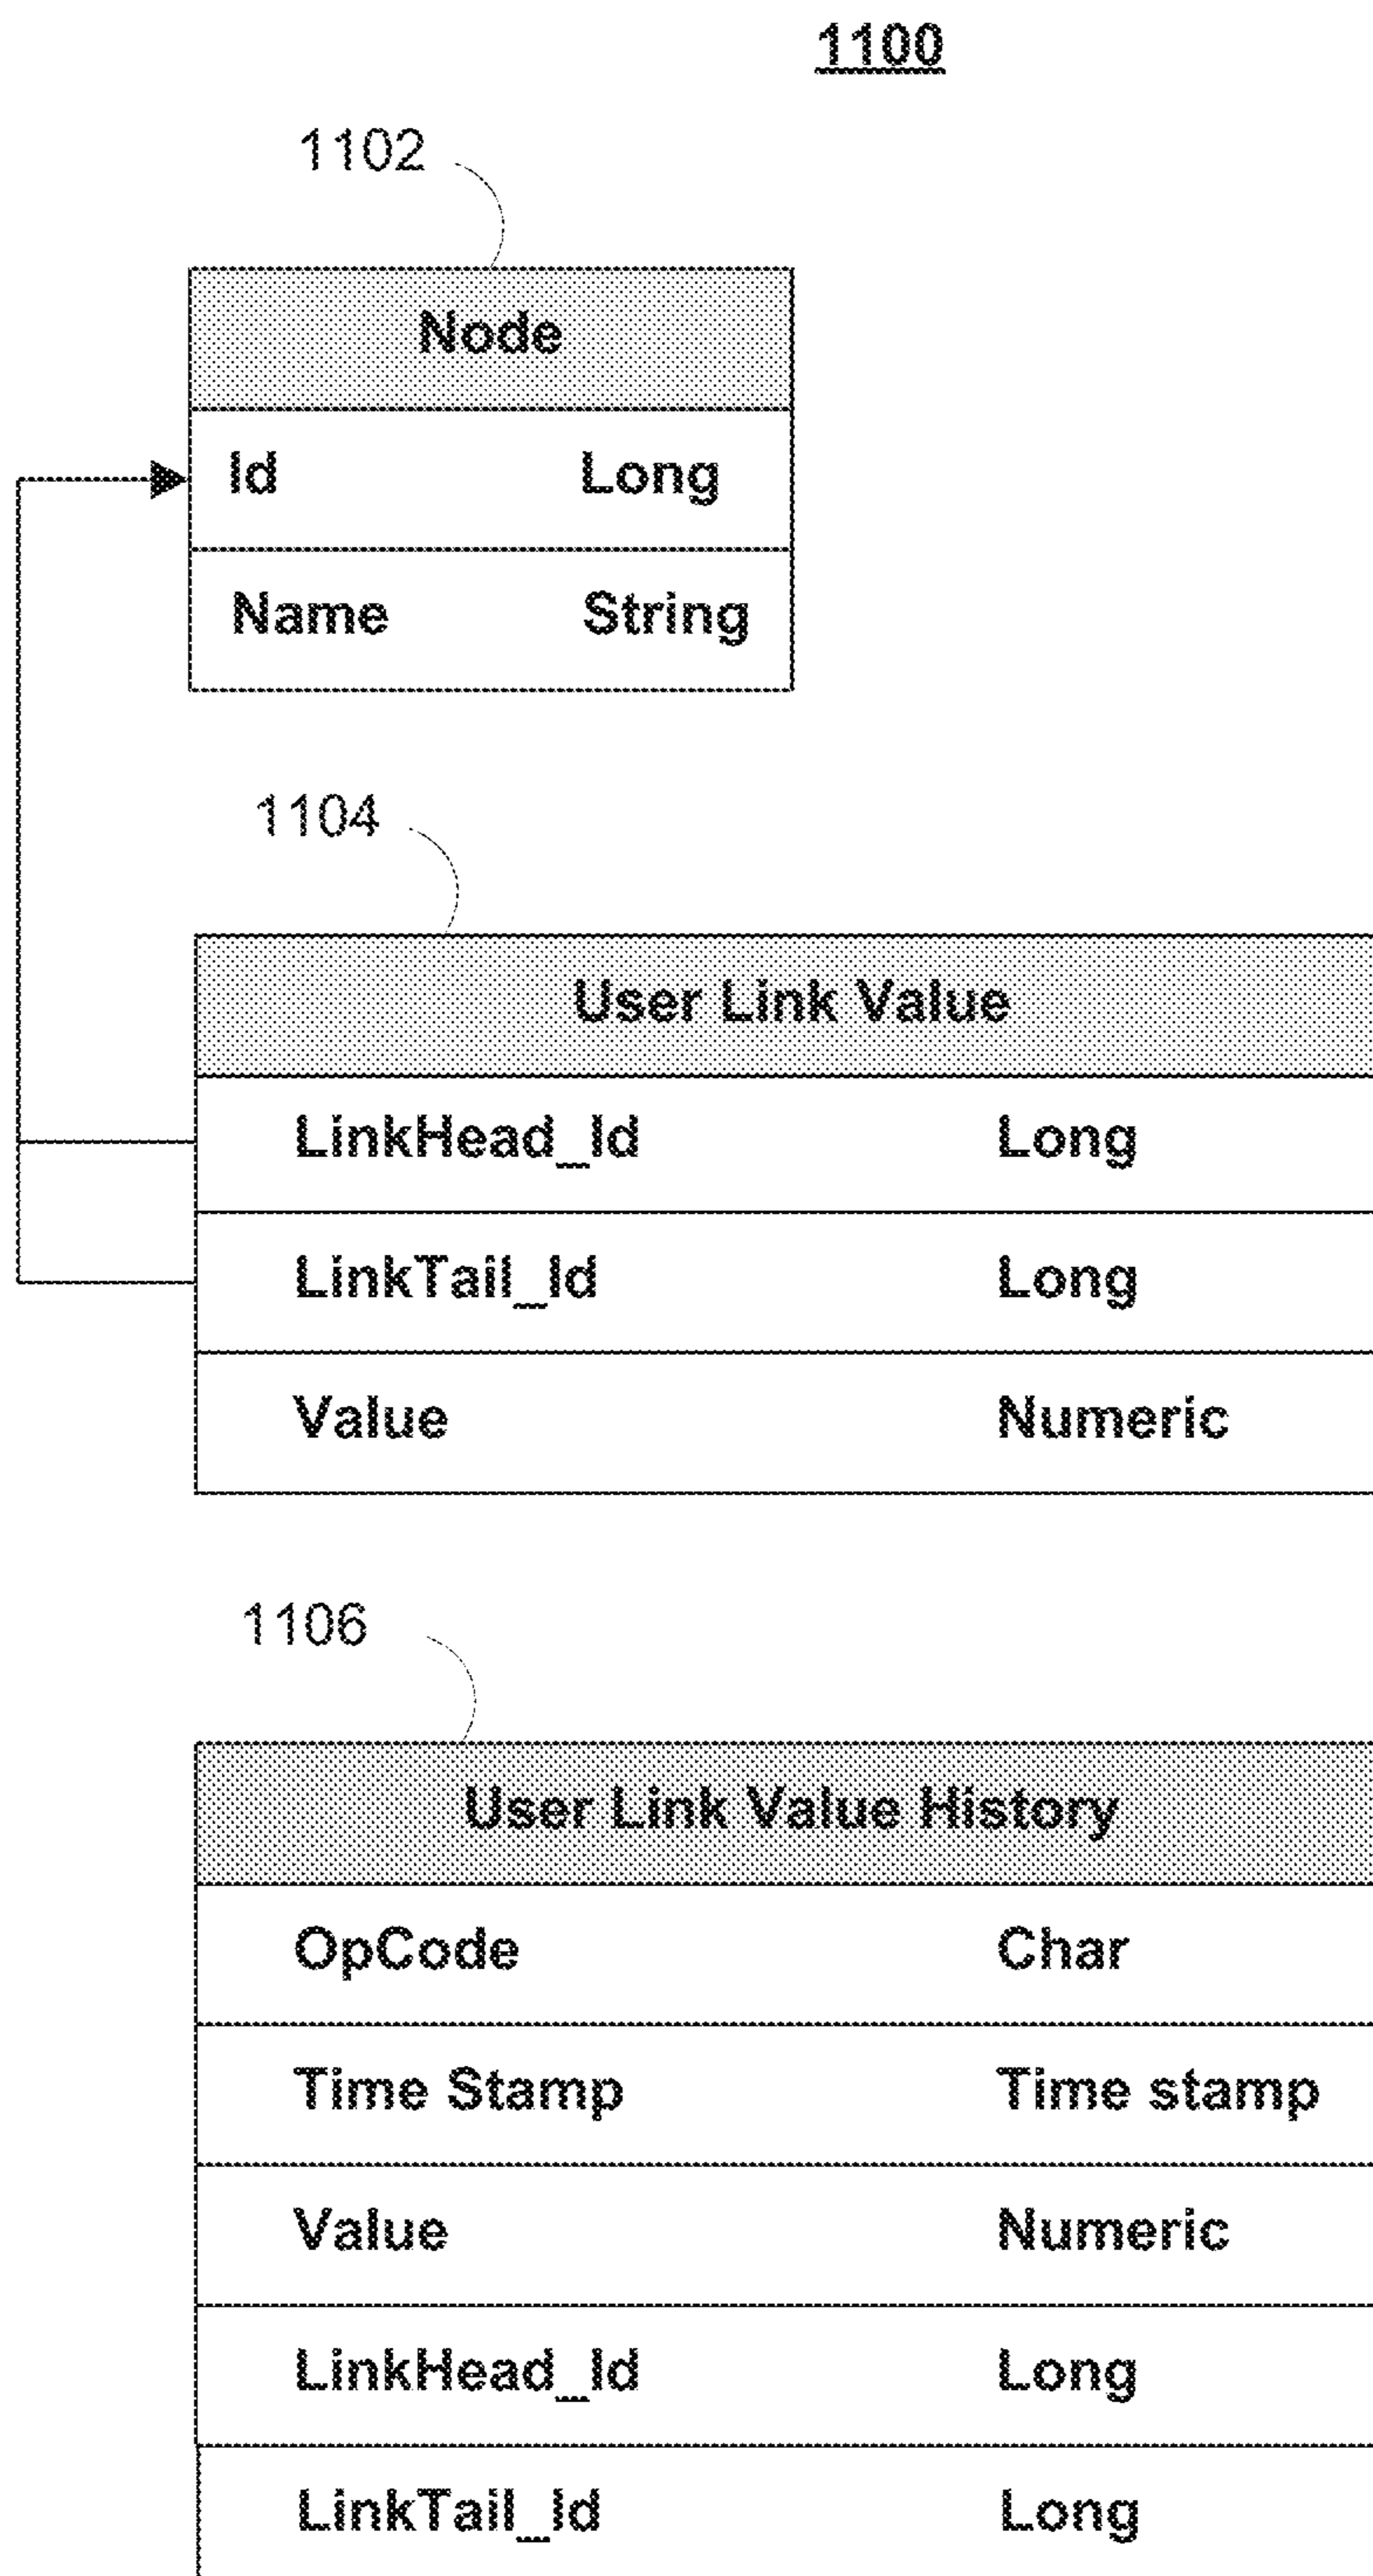 1100
1102
Node
Id Long
Name String
1104
User Link Value
LinkHead_Id Long
LinkTail_Id Long
Value Numeric
1106
User Link Value History
OpCode Char
Time Stamp Time stamp
Value Numeric
LinkHead_Id Long
LinkTail_Id Long